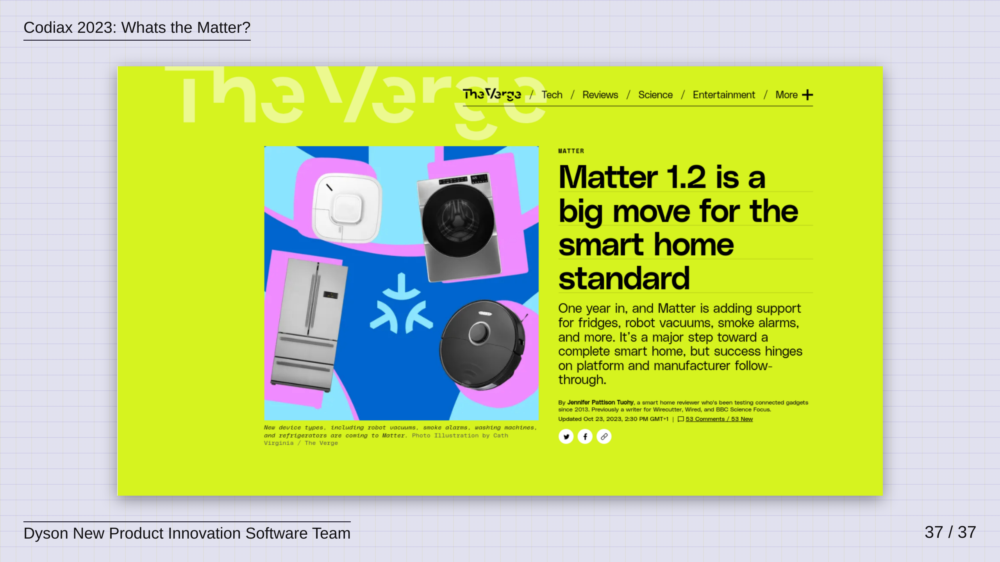 Codiax 2023: Whats the Matter?
The Verge
The Verge / Tech / Reviews / Science / Entertainment / More +
MATTER
Matter 1.2 is a
big move for the
smart home
standard
One year in, and Matter is adding support
for fridges, robot vacuums, smoke alarms,
and more. It’s a major step toward a
complete smart home, but success hinges
on platform and manufacturer follow-
through.
By Jennifer Pattison Tuohy, a smart home reviewer who's been testing connected gadgets
since 2013. Previously a writer for Wirecutter, Wired, and BBC Science Focus.
Updated Oct 23, 2023, 2:30 PM GMT+1 | 53 Comments / 53 New
New device types, including robot vacuums, smoke alarms, washing machines,
and refrigerators are coming to Matter. Photo Illustration by Cath
Virginia / The Verge
Dyson New Product Innovation Software Team
37 / 37